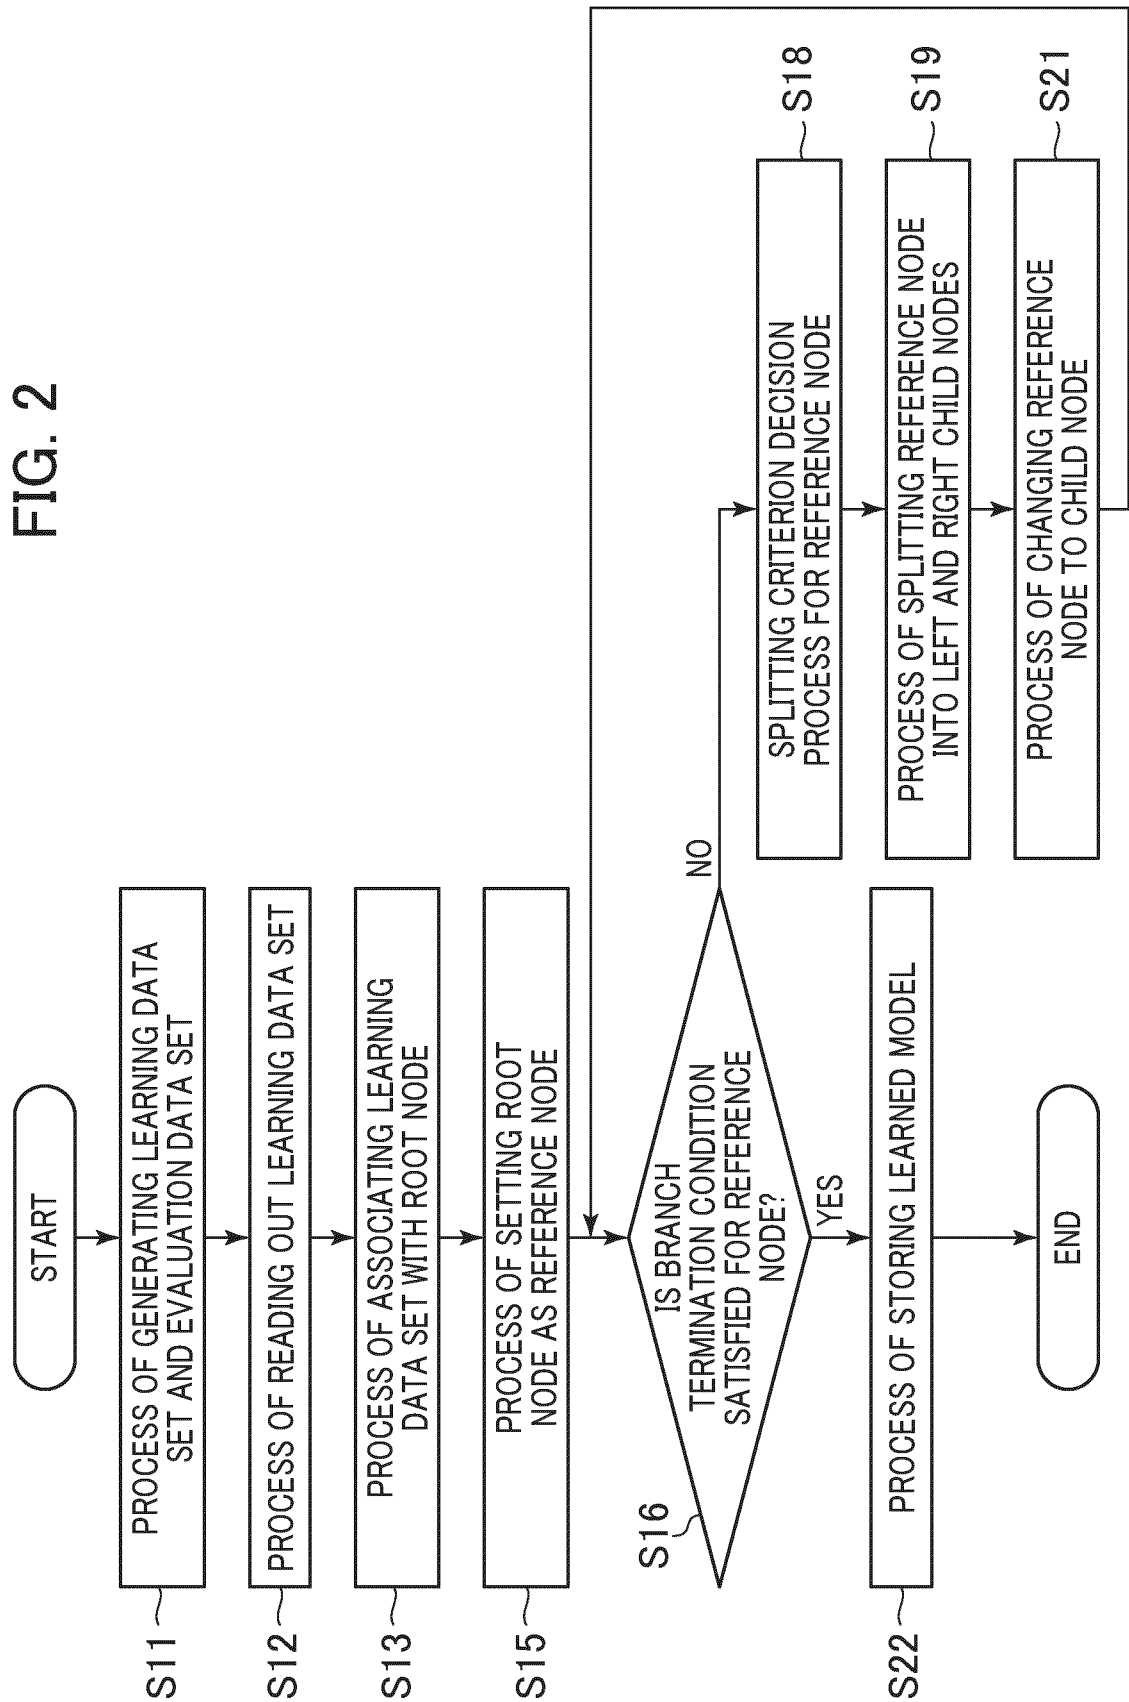 FIG. 2
START
S11
PROCESS OF GENERATING LEARNING DATA
SET AND EVALUATION DATA SET
S12
PROCESS OF READING OUT LEARNING DATA SET
S13
PROCESS OF ASSOCIATING LEARNING
DATA SET WITH ROOT NODE
S15
PROCESS OF SETTING ROOT
NODE AS REFERENCE NODE
S16
IS BRANCH
TERMINATION CONDITION
SATISFIED FOR REFERENCE
NODE?
NO
YES
S18
SPLITTING CRITERION DECISION
PROCESS FOR REFERENCE NODE
S19
PROCESS OF SPLITTING REFERENCE NODE
INTO LEFT AND RIGHT CHILD NODES
S21
PROCESS OF CHANGING REFERENCE
NODE TO CHILD NODE
S22
PROCESS OF STORING LEARNED MODEL
END